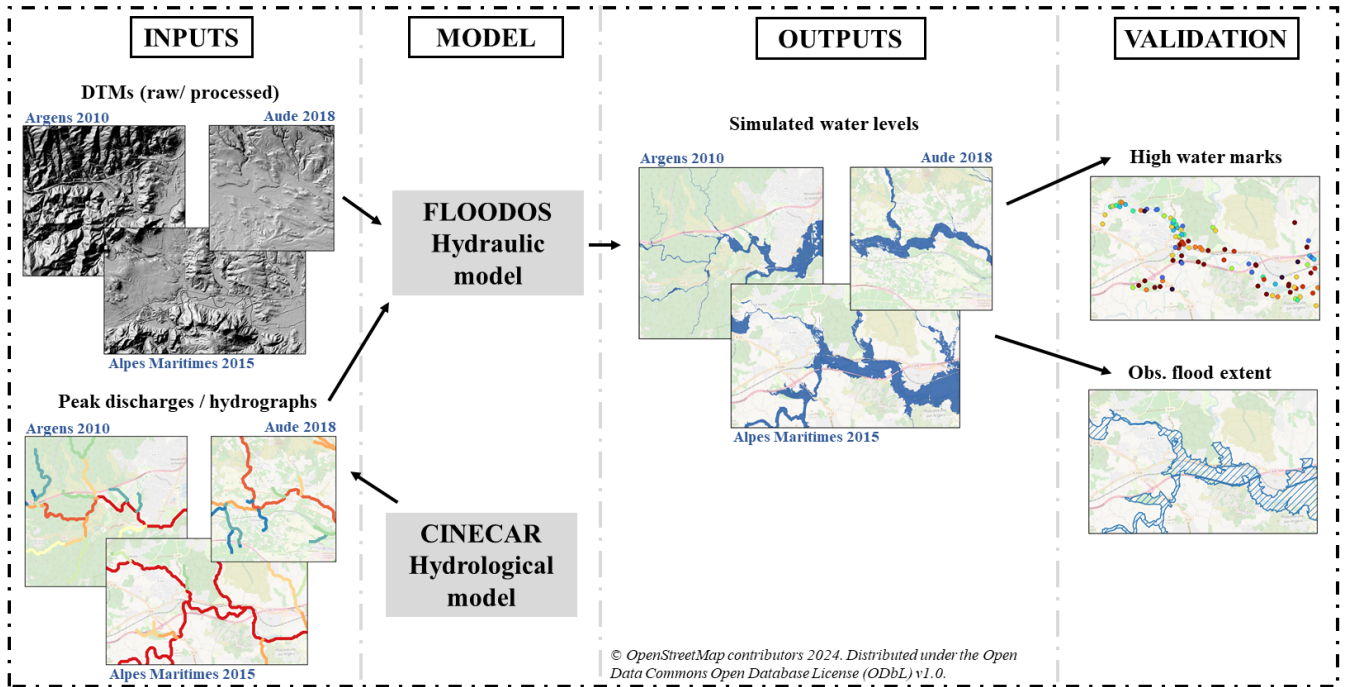 INPUTS
MODEL
OUTPUTS
VALIDATION
DTMs (raw/ processed)
Argens 2010
Aude 2018
Alpes Maritimes 2015
Peak discharges / hydrographs
Argens 2010
Aude 2018
Alpes Maritimes 2015
FLOODOS
Hydraulic
model
CINECAR
Hydrological
model
Simulated water levels
Argens 2010
Aude 2018
Alpes Maritimes 2015
© OpenStreetMap contributors 2024. Distributed under the Open
Data Commons Open Database License (ODbL) v1.0.
High water marks
Obs. flood extent